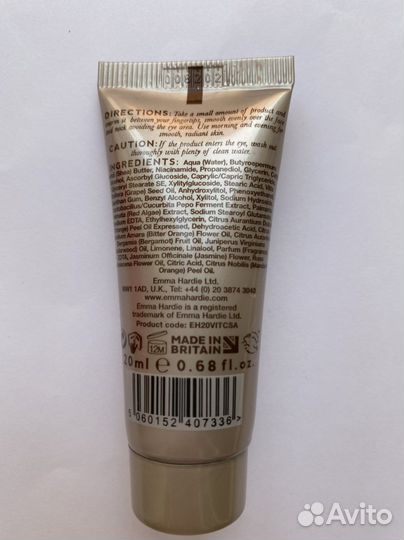 008202
DIRECTIONS: Take a small amount of product and
between your fingertips, smooth evenly over the face
and neck avoiding the eye area. Use morning and evening for
smooth, radiant skin.
CAUTION: If the product enters the eye, wash out
thoroughly with plenty of clean water.
INGREDIENTS: Aqua (Water), Butyrospermum
(Shea) Butter, Niacinamide, Propanediol, Glycerin,
Ascorbyl Glucoside, Caprylic/Capric
Stearate SE, Xylitylglucoside, Stearic Acid,
(Grape) Seed Oil, Anhydroxylitol,
Gum, Benzyl Alcohol, Xylitol, Sodium
/Cucurbita Pepo Ferment Extract,
(Red Algae) Extract, Sodium Stearoyl
EDTA, Ethylhexylglycerin, Citrus Aurantium
Peel Oil Expressed, Dehydroacetic Acid,
Amara (Bitter Orange) Flower Oil, Citrus
Bergamia (Bergamot) Fruit Oil, Juniperus
Oil, Limonene, Linalool, Parfum
Jasminum Officinale (Jasmine) Flower,
Flower Oil, Citric Acid, Citrus Nobilis
Orange) Peel Oil.
Emma Hardie Ltd.
NW1 1AD, U.K., Tel: +44 (0) 20 3874 3040
www.emmahardie.com
Emma Hardie is a registered
trademark of Emma Hardie Ltd.
Product code: EH20VITCSA
12M
MADE IN
BRITAIN
20ml e 0.68 fl.oz.
5 060152 407336 >
Avito